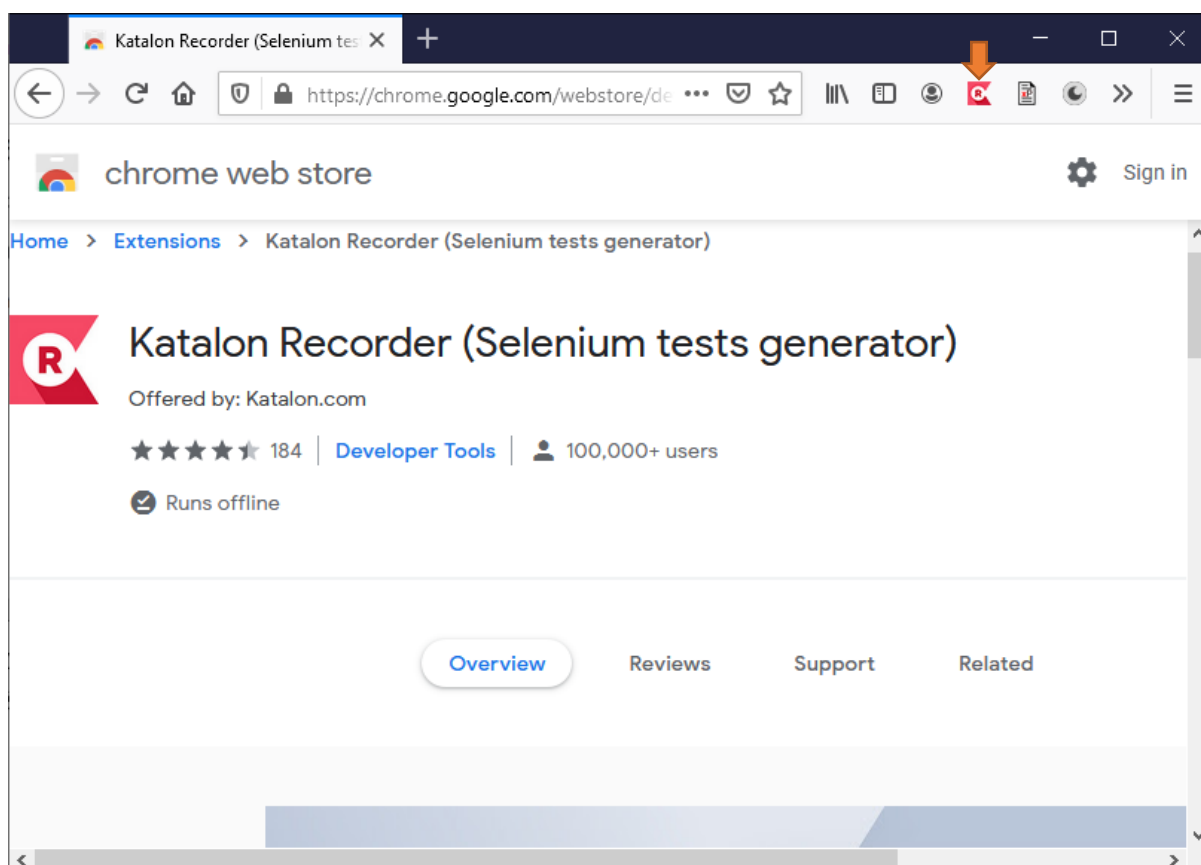 Katalon Recorder (Selenium tes
https://chrome.google.com/webstore/de
chrome web store
Sign in
Home > Extensions > Katalon Recorder (Selenium tests generator)
R
Katalon Recorder (Selenium tests generator)
Offered by: Katalon.com
184 | Developer Tools | 100,000+ users
Runs offline
Overview Reviews Support Related